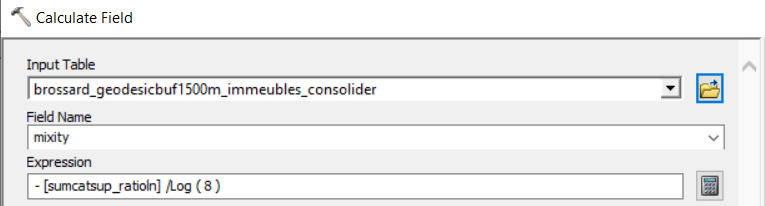 Calculate Field
Input Table
brossard_geodesicbuf1500m_immeubles_consolider
Field Name
mixity
Expression
- [sumcatsup_ratioln] /Log ( 8 )